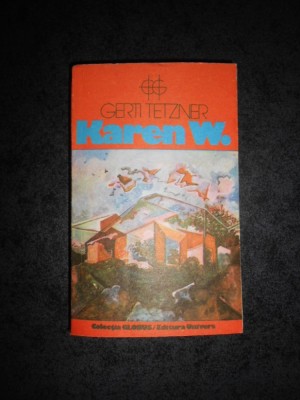 GERTI TETZNER
Karen W.
Colecția GLOBUS / Editura Univers